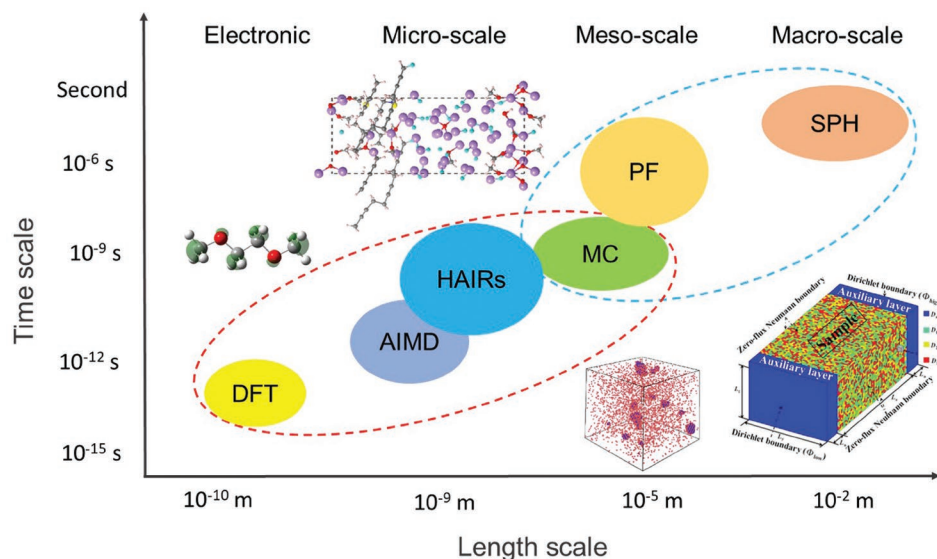 Electronic Micro-scale Meso-scale Macro-scale
Second
10⁻⁶ s
10⁻⁹ s
10⁻¹² s
10⁻¹⁵ s
Time scale
SPH
PF
MC
HAIRs
AIMD
DFT
Dirichlet boundary (Φ
Zero-flux Neumann boundary
Auxiliary layer
Sample
Auxiliary layer
Zero-flux Neumann boundary
Dirichlet boundary (Φlow)
10⁻¹⁰ m 10⁻⁹ m 10⁻⁵ m 10⁻² m
Length scale